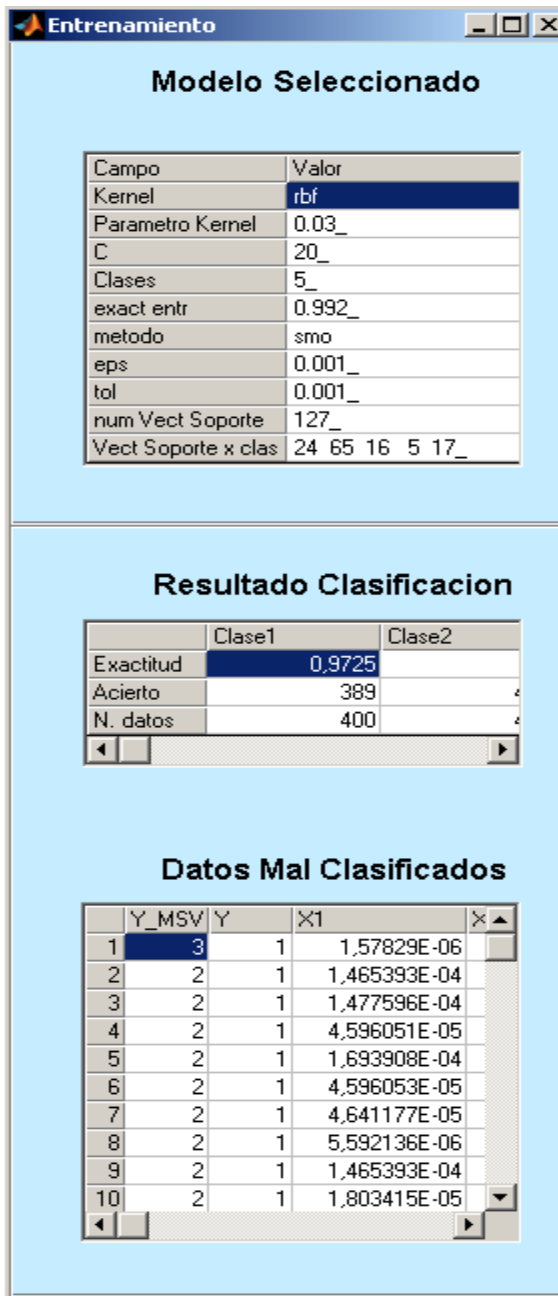 Entrenamiento
Modelo Seleccionado
Campo Valor
Kernel rbf
Parametro Kernel 0.03_
C 20_
Clases 5_
exact entr 0.992_
metodo smo
eps 0.001_
tol 0.001_
num Vect Soporte 127_
Vect Soporte x clas 24 65 16 5 17_
Resultado Clasificacion
Clase1 Clase2
Exactitud 0,9725
Acierto 389
N. datos 400
Datos Mal Clasificados
Y_MSV Y X1 X
1 3 1 1,57829E-06
2 2 1 1,465393E-04
3 2 1 1,477596E-04
4 2 1 4,596051E-05
5 2 1 1,693908E-04
6 2 1 4,596053E-05
7 2 1 4,641177E-05
8 2 1 5,592136E-06
9 2 1 1,465393E-04
10 2 1 1,803415E-05